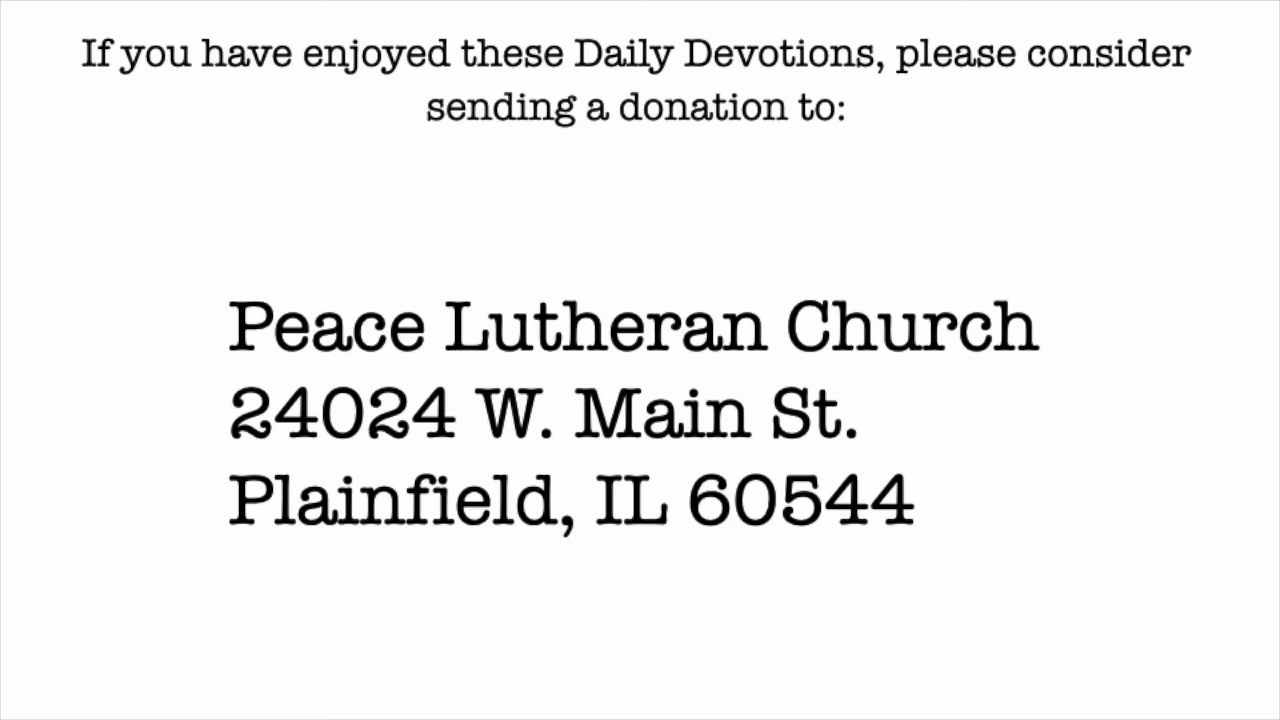 If you have enjoyed these Daily Devotions, please consider
sending a donation to:
Peace Lutheran Church
24024 W. Main St.
Plainfield, IL 60544